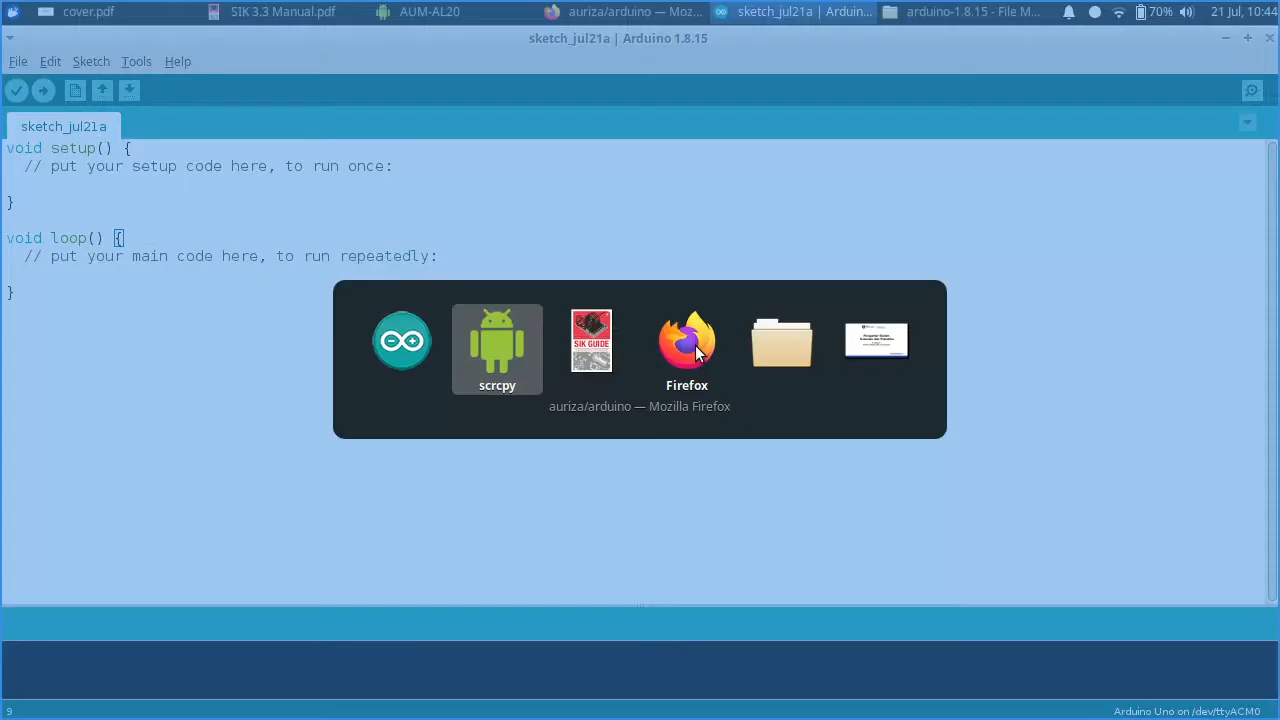 cover.pdf
SIK 3.3 Manual.pdf
AUM-AL20
auriza/arduino — Moz...
sketch_jul21a | Arduin...
arduino-1.8.15 - File M...
70%
21 Jul, 10:44
sketch_jul21a | Arduino 1.8.15
File Edit Sketch Tools Help
sketch_jul21a
void setup() {
// put your setup code here, to run once:
}
void loop() {
// put your main code here, to run repeatedly:
}
SIK GUIDE
scrcpy
Firefox
auriza/arduino — Mozilla Firefox
9
Arduino Uno on /dev/ttyACM0